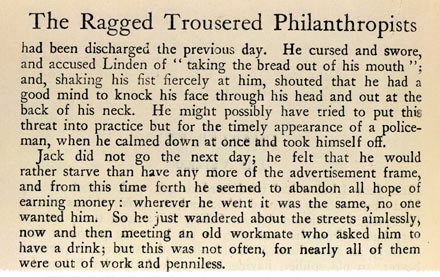 The Ragged Trousered Philanthropists
had been discharged the previous day. He cursed and swore,
and accused Linden of " taking the bread out of his mouth " ;
and, shaking his fist fiercely at him, shouted that he had a
good mind to knock his face through his head and out at the
back of his neck. He might possibly have tried to put this
threat into practice but for the timely appearance of a police-
man, when he calmed down at once and took himself off.
Jack did not go the next day; he felt that he would
rather starve than have any more of the advertisement frame,
and from this time forth he seemed to abandon all hope of
earning money : wherever he went it was the same, no one
wanted him. So he just wandered about the streets aimlessly,
now and then meeting an old workmate who asked him to
have a drink; but this was not often, for nearly all of them
were out of work and penniless.